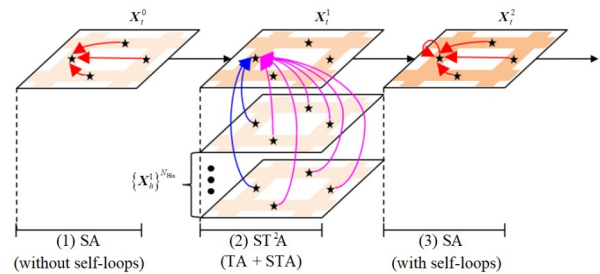 X_t^0 X_t^1 X_t^2
{X_h^1}^{N_His}
(1) SA (2) ST²A (3) SA
(without self-loops) (TA + STA) (with self-loops)